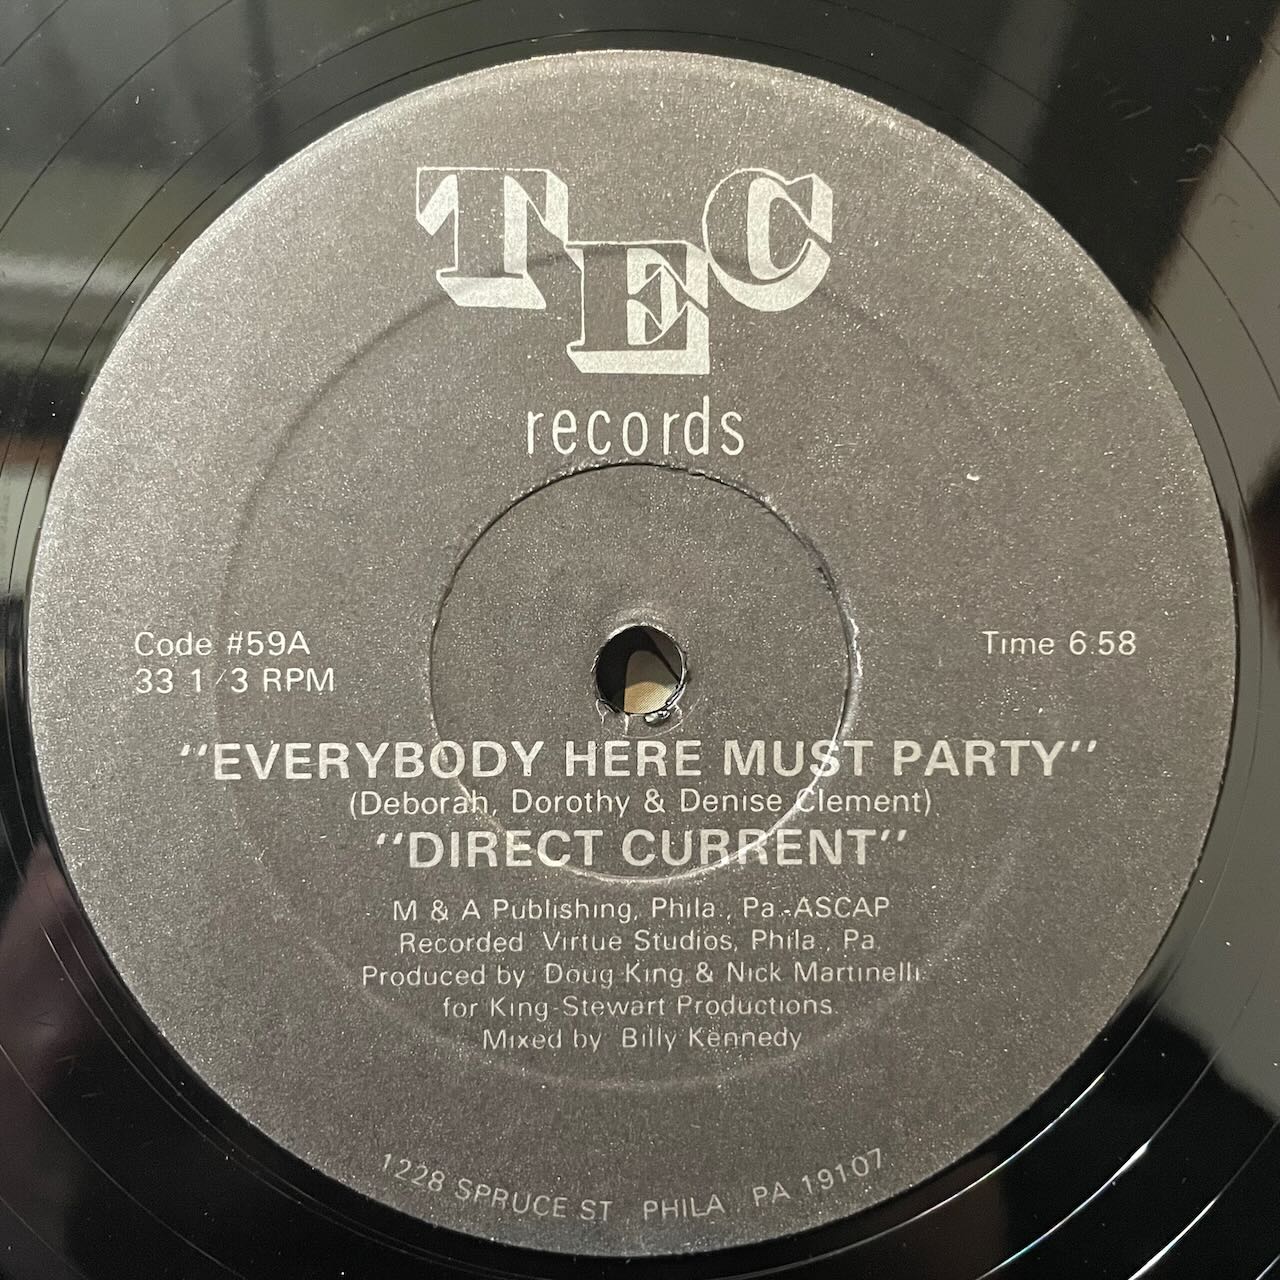 TEC
records
Code #59A
Time 6:58
33 1/3 RPM
"EVERYBODY HERE MUST PARTY"
(Deborah, Dorothy & Denise Clement)
"DIRECT CURRENT"
M & A Publishing, Phila., Pa.-ASCAP
Recorded: Virtue Studios, Phila., Pa.
Produced by: Doug King & Nick Martinelli
for King-Stewart Productions
Mixed by: Billy Kennedy
1228 SPRUCE ST., PHILA., PA 19107